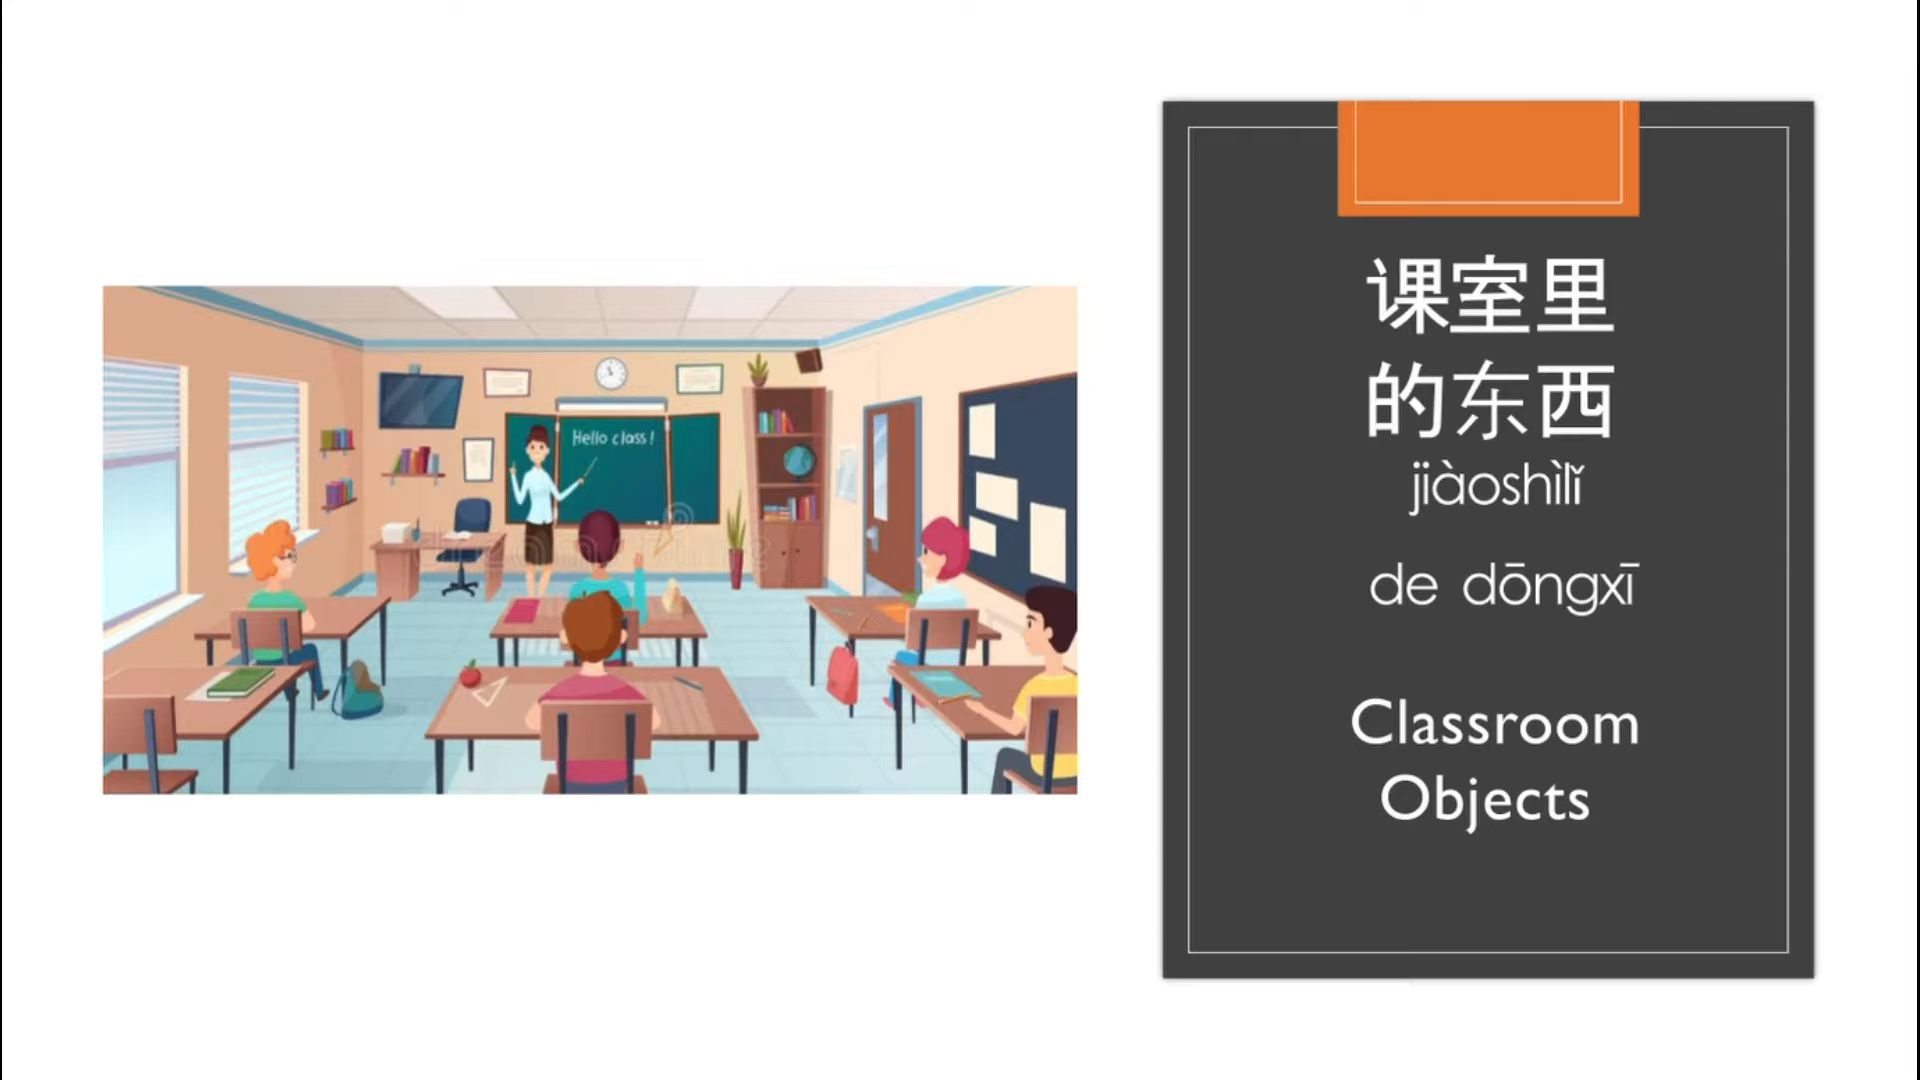 Hello class!
课室里
的东西
jiàoshìlǐ
de dōngxī
Classroom
Objects